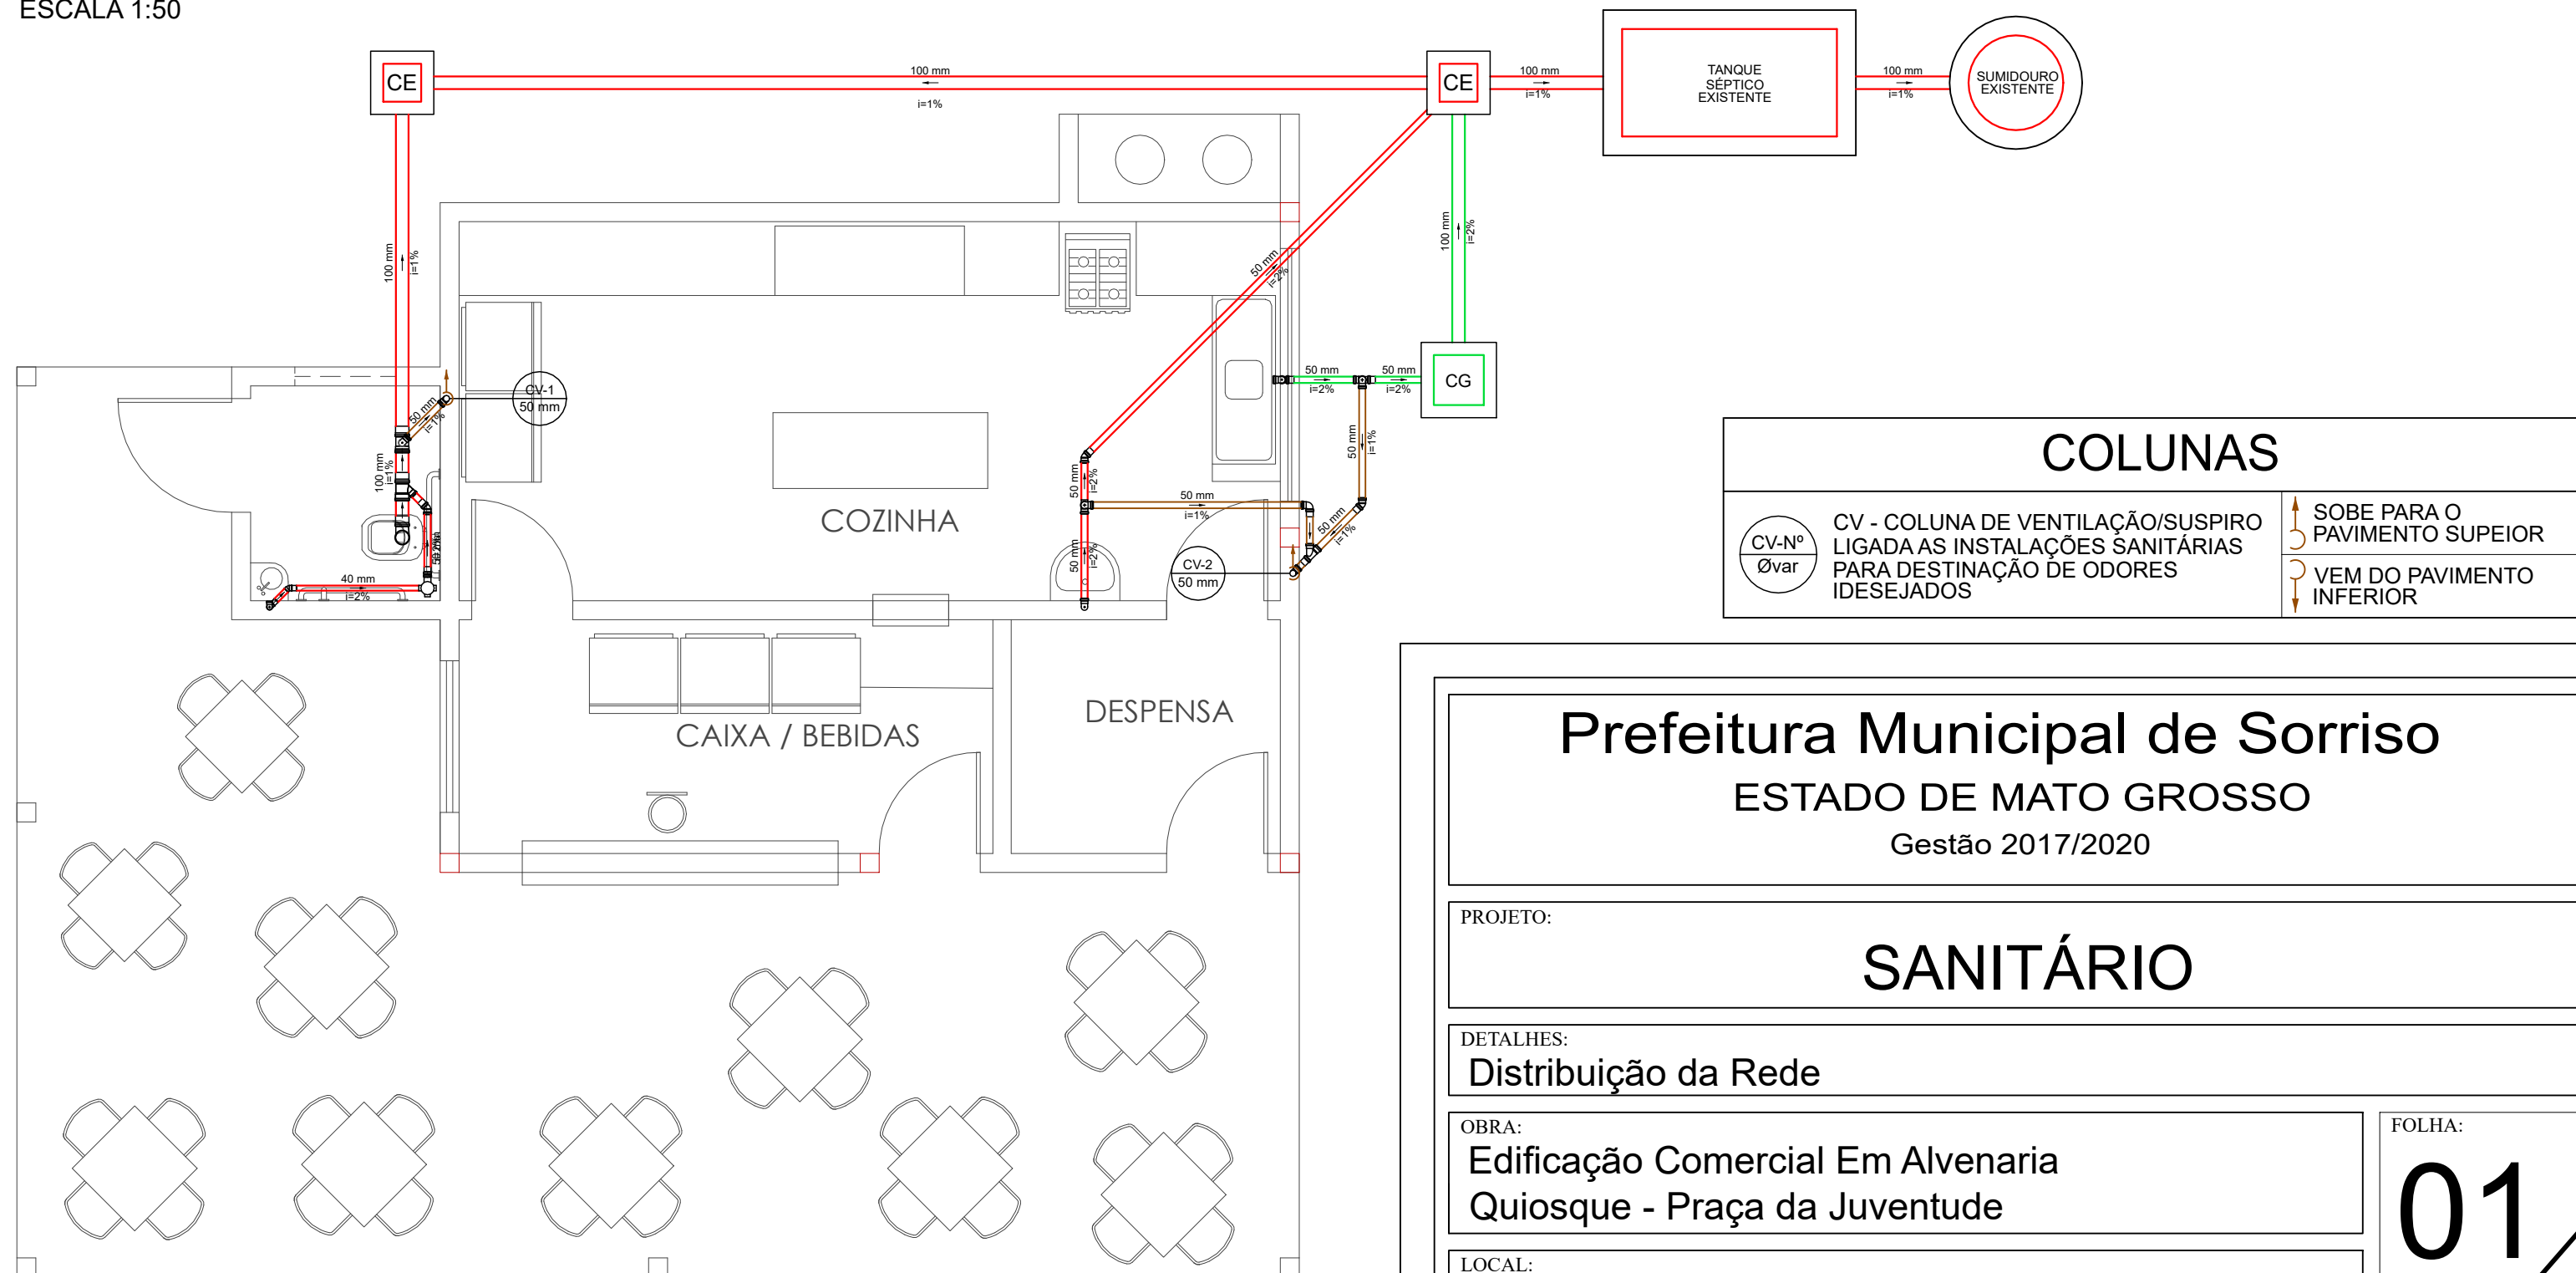 ESCALA 1:50
CE
100 mm
i=1%
CE
100 mm
i=1%
TANQUE
SÉPTICO
EXISTENTE
100 mm
i=1%
SUMIDOURO
EXISTENTE
100 mm
i=1%
50 mm
i=2%
100 mm
i=2%
50 mm
i=2%
50 mm
i=2%
CG
CV-1
50 mm
50 mm
i=1%
100 mm
i=1%
40 mm
i=2%
COZINHA
50 mm
i=2%
50 mm
i=2%
50 mm
i=1%
50 mm
i=1%
50 mm
i=1%
CV-2
50 mm
CAIXA / BEBIDAS
DESPENSA
COLUNAS
CV-Nº
Øvar
CV - COLUNA DE VENTILAÇÃO/SUSPIRO
LIGADA AS INSTALAÇÕES SANITÁRIAS
PARA DESTINAÇÃO DE ODORES
IDESEJADOS
SOBE PARA O
PAVIMENTO SUPEIOR
VEM DO PAVIMENTO
INFERIOR
Prefeitura Municipal de Sorriso
ESTADO DE MATO GROSSO
Gestão 2017/2020
PROJETO:
SANITÁRIO
DETALHES:
Distribuição da Rede
OBRA:
Edificação Comercial Em Alvenaria
Quiosque - Praça da Juventude
FOLHA:
01/
LOCAL: